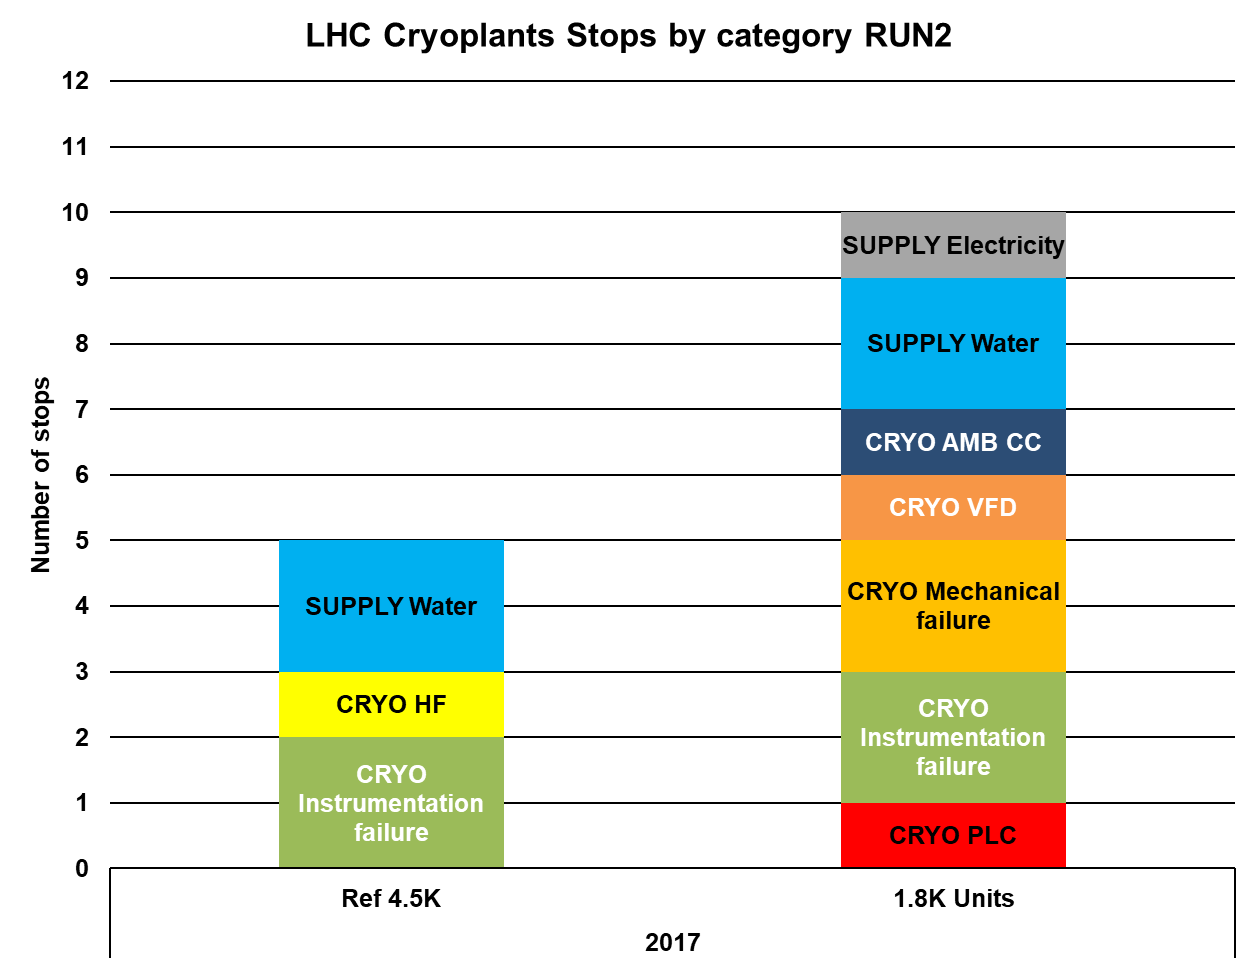 LHC Cryoplants Stops by category RUN2
12
11
10
9
8
7
6
5
4
3
2
1
0
Number of stops
SUPPLY Water
CRYO HF
CRYO
Instrumentation
failure
SUPPLY Electricity
SUPPLY Water
CRYO AMB CC
CRYO VFD
CRYO Mechanical
failure
CRYO
Instrumentation
failure
CRYO PLC
Ref 4.5K
1.8K Units
2017